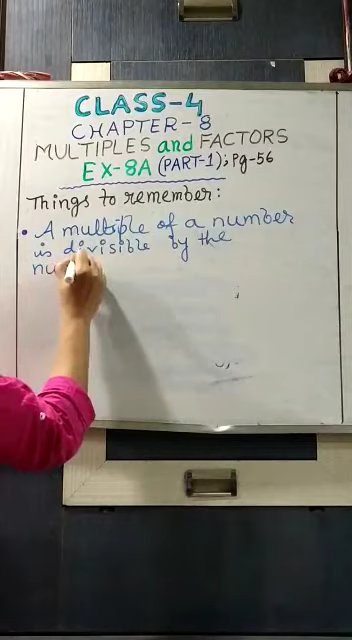 CLASS-4
CHAPTER-8
MULTIPLES and FACTORS
EX-8A (PART-1); Pg-56
Things to remember:
• A multiple of a number
is divisible by the
nu